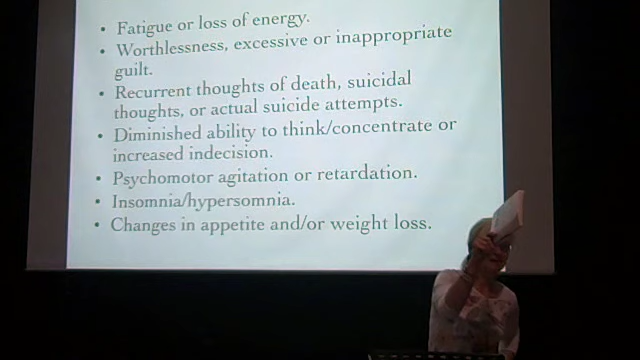 • Fatigue or loss of energy.
• Worthlessness, excessive or inappropriate
guilt.
• Recurrent thoughts of death, suicidal
thoughts, or actual suicide attempts.
• Diminished ability to think/concentrate or
increased indecision.
• Psychomotor agitation or retardation.
• Insomnia/hypersomnia.
• Changes in appetite and/or weight loss.